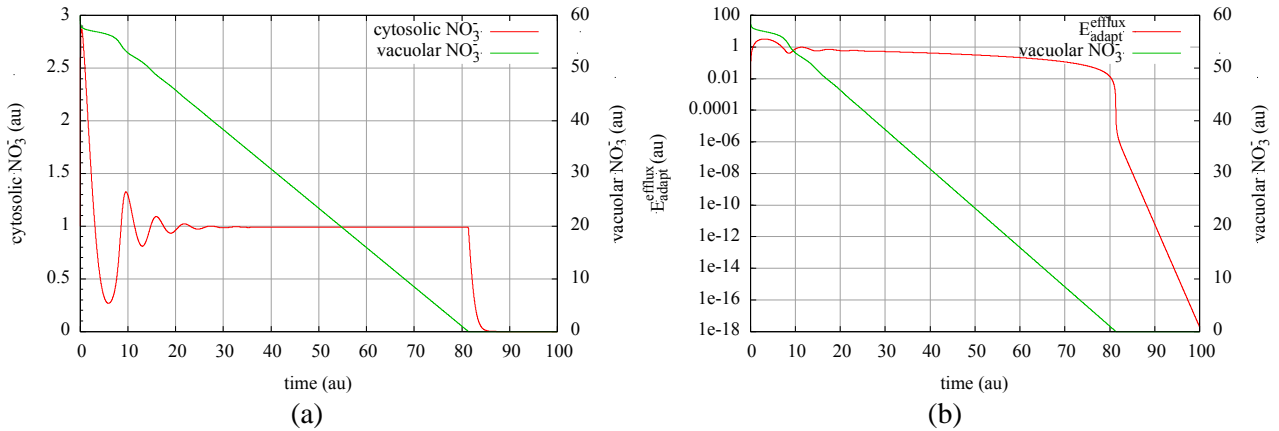 cytosolic NO3-
vacuolar NO3-
3
2.5
2
1.5
1
0.5
0
60
50
40
30
20
10
0
0 10 20 30 40 50 60 70 80 90 100
cytosolic NO3- (au)
vacuolar NO3- (au)
time (au)
(a)
E efflux adapt
vacuolar NO3-
100
1
0.01
0.0001
1e-06
1e-08
1e-10
1e-12
1e-14
1e-16
1e-18
60
50
40
30
20
10
0
0 10 20 30 40 50 60 70 80 90 100
E efflux adapt (au)
vacuolar NO3- (au)
time (au)
(b)